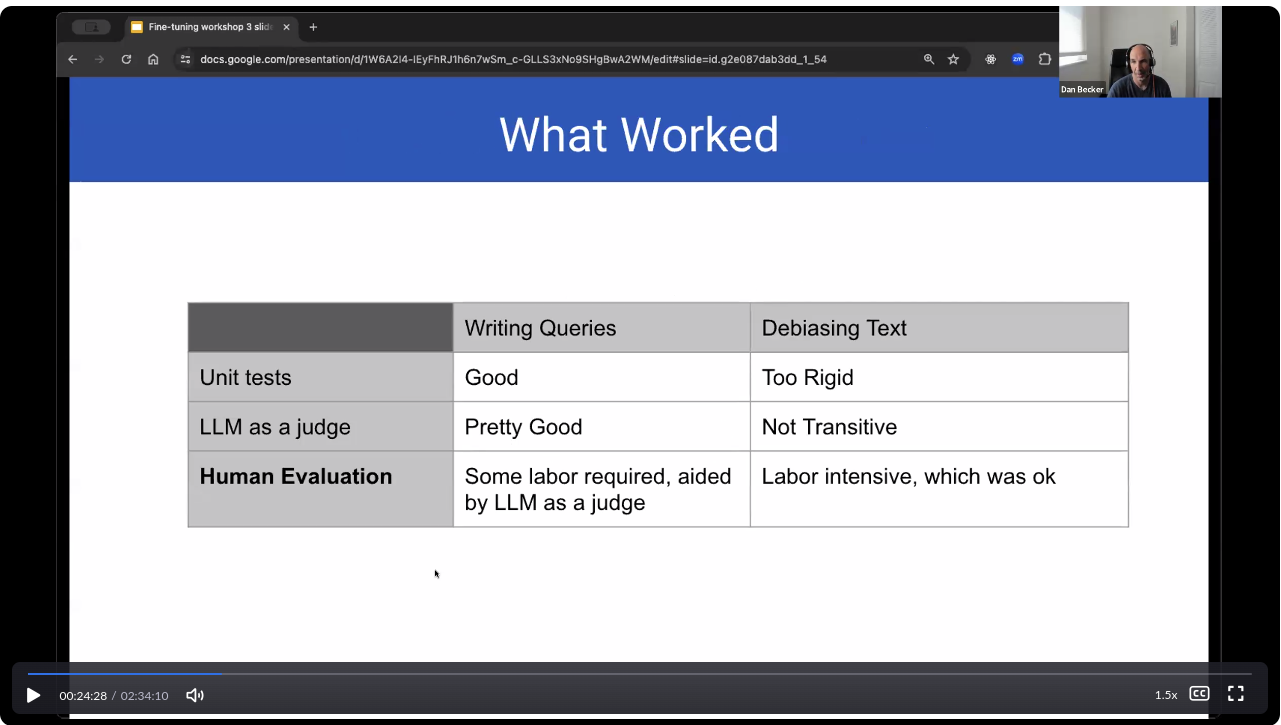 Fine-tuning workshop 3 slid
docs.google.com/presentation/d/1W6A2I4-IEyFhRJ1h6n7wSm_c-GLLS3xNo9SHgBwA2WM/edit#slide=id.g2e087dab3dd_1_54
zm
Dan Becker
What Worked
Writing Queries
Debiasing Text
Unit tests
Good
Too Rigid
LLM as a judge
Pretty Good
Not Transitive
Human Evaluation
Some labor required, aided
by LLM as a judge
Labor intensive, which was ok
00:24:28 / 02:34:10
1.5x
CC